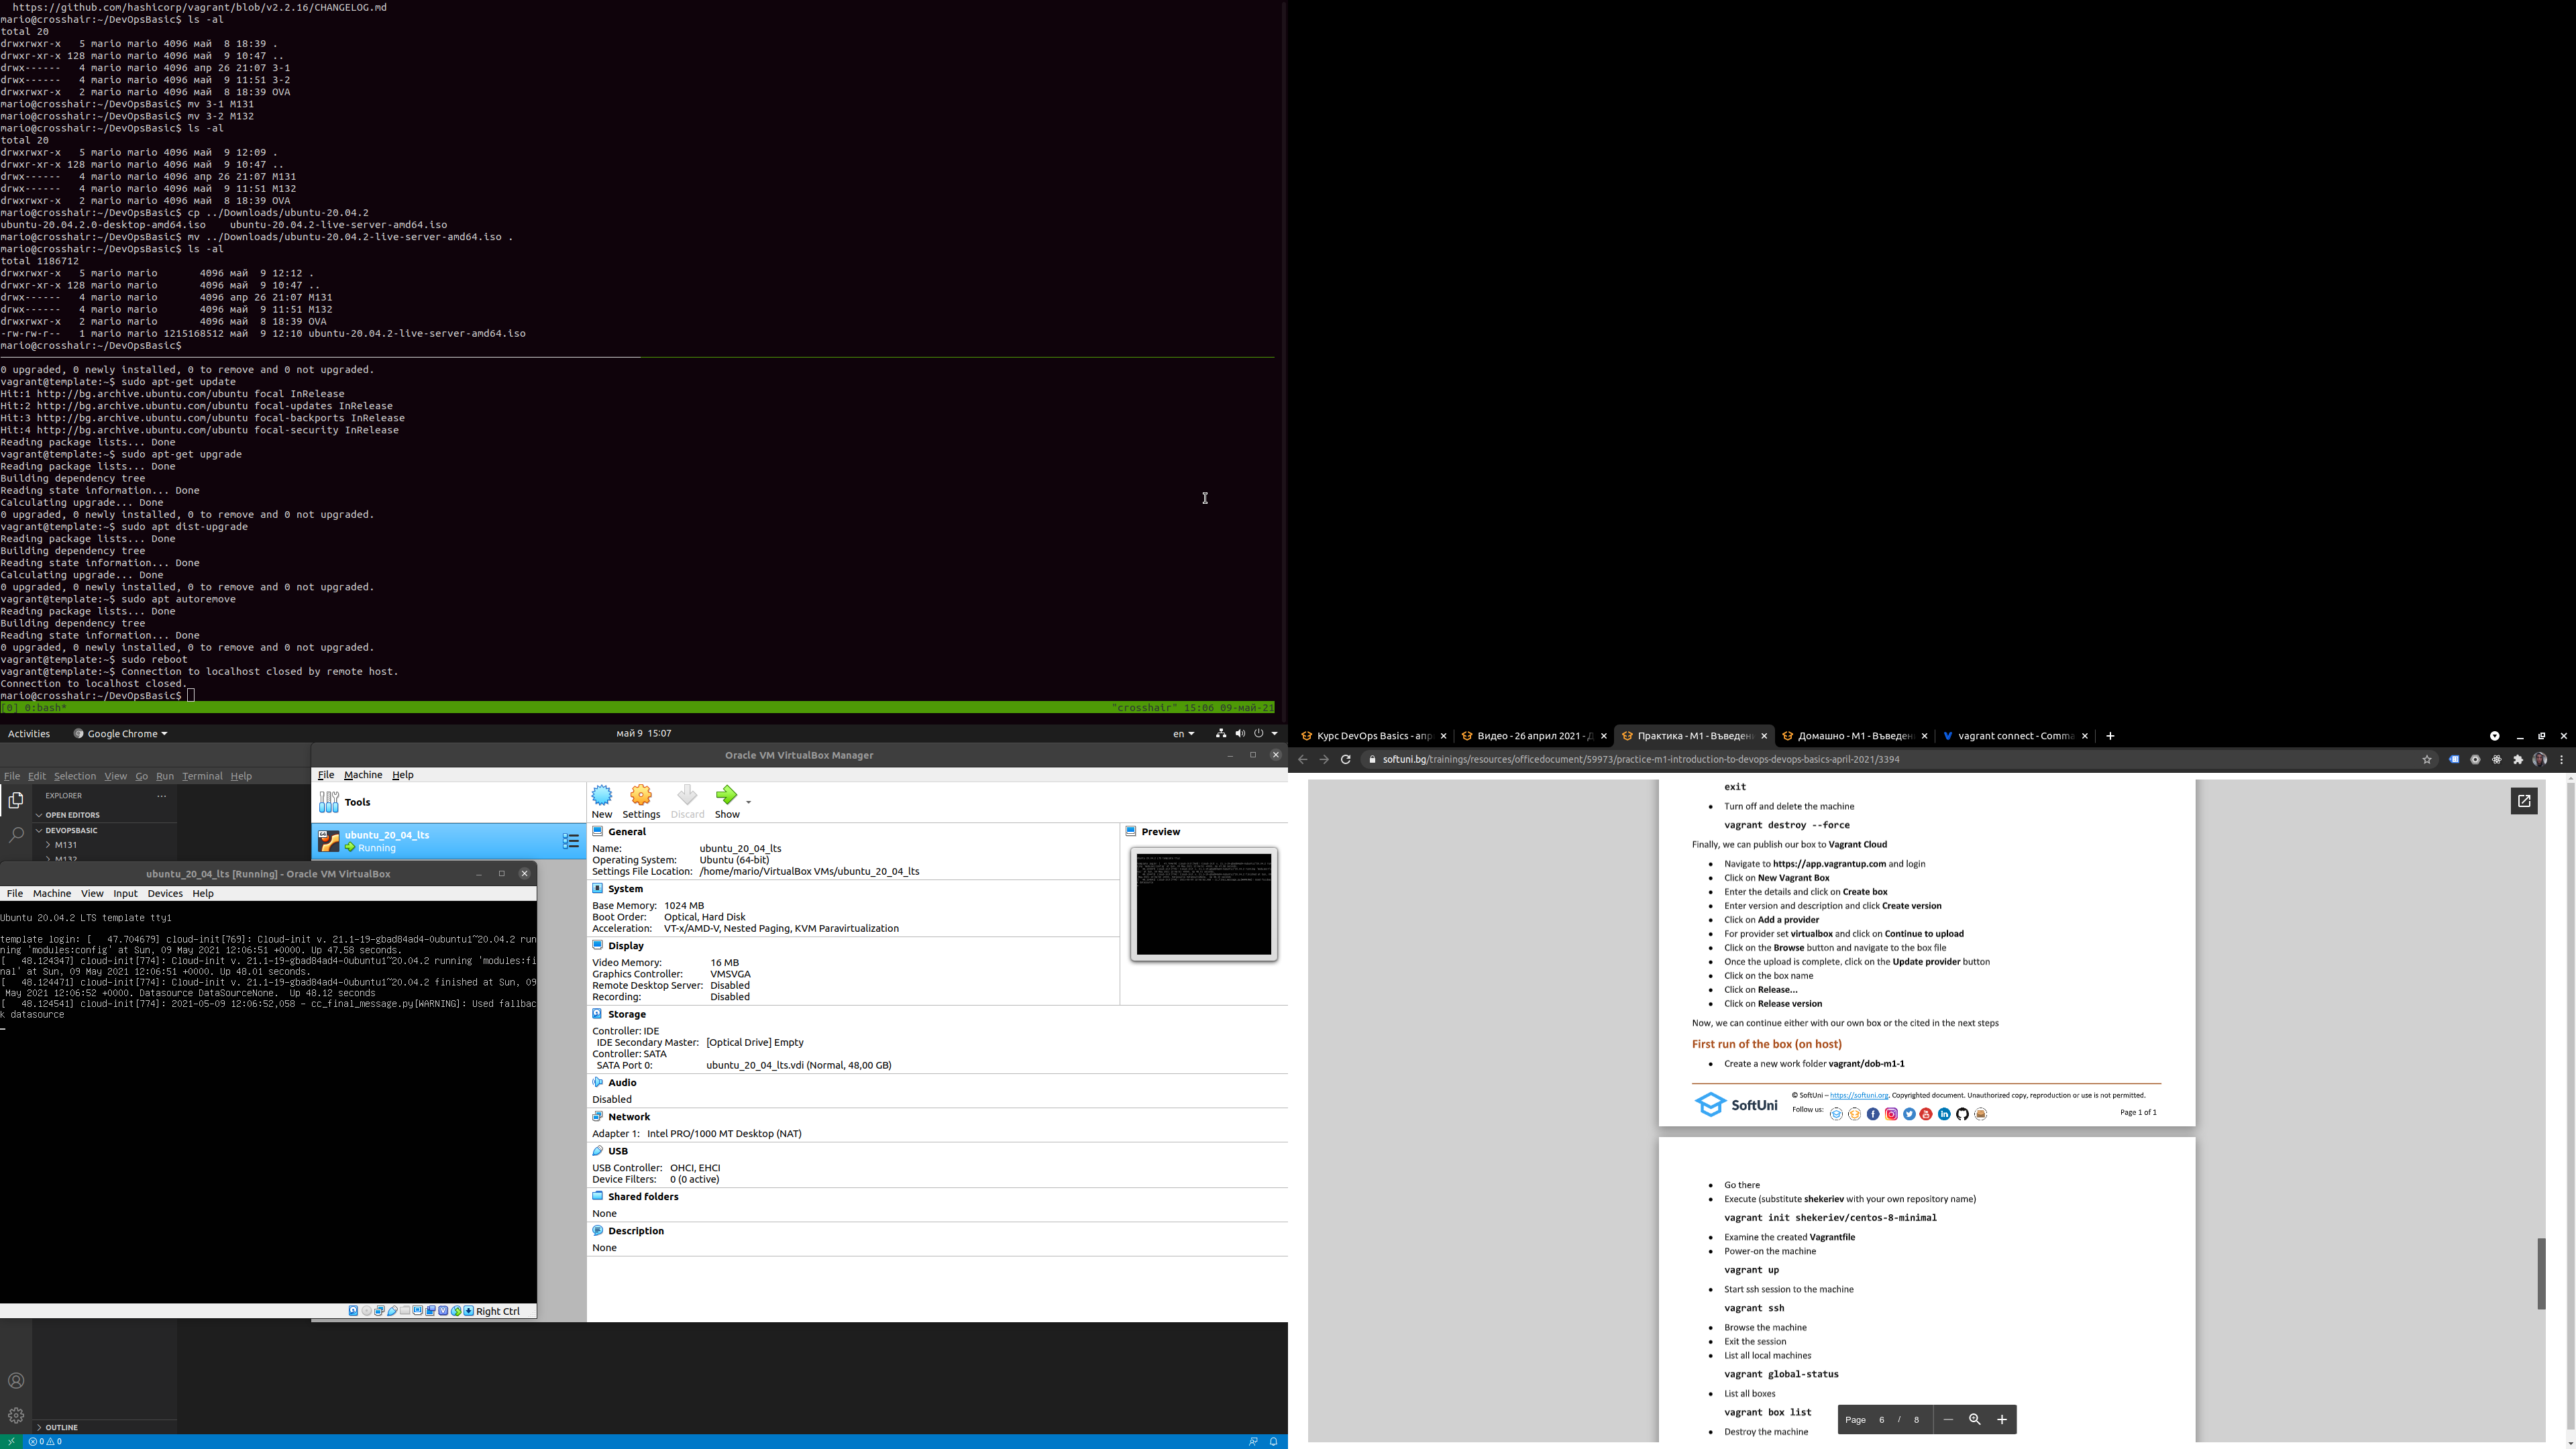 https://github.com/hashicorp/vagrant/blob/v2.2.16/CHANGELOG.md
mario@crosshair:~/DevOpsBasic$ ls -al
total 20
drwxrwxr-x   5 mario mario 4096 май  8 18:39 .
drwxr-xr-x 128 mario mario 4096 май  9 10:47 ..
drwx------   4 mario mario 4096 апр 26 21:07 3-1
drwx------   4 mario mario 4096 май  9 11:51 3-2
drwxrwxr-x   2 mario mario 4096 май  8 18:39 OVA
mario@crosshair:~/DevOpsBasic$ mv 3-1 M131
mario@crosshair:~/DevOpsBasic$ mv 3-2 M132
mario@crosshair:~/DevOpsBasic$ ls -al
total 20
drwxrwxr-x   5 mario mario 4096 май  9 12:09 .
drwxr-xr-x 128 mario mario 4096 май  9 10:47 ..
drwx------   4 mario mario 4096 апр 26 21:07 M131
drwx------   4 mario mario 4096 май  9 11:51 M132
drwxrwxr-x   2 mario mario 4096 май  8 18:39 OVA
mario@crosshair:~/DevOpsBasic$ cp ../Downloads/ubuntu-20.04.2
ubuntu-20.04.2.0-desktop-amd64.iso    ubuntu-20.04.2-live-server-amd64.iso
mario@crosshair:~/DevOpsBasic$ mv ../Downloads/ubuntu-20.04.2-live-server-amd64.iso .
mario@crosshair:~/DevOpsBasic$ ls -al
total 1186712
drwxrwxr-x   5 mario mario       4096 май  9 12:12 .
drwxr-xr-x 128 mario mario       4096 май  9 10:47 ..
drwx------   4 mario mario       4096 апр 26 21:07 M131
drwx------   4 mario mario       4096 май  9 11:51 M132
drwxrwxr-x   2 mario mario       4096 май  8 18:39 OVA
-rw-rw-r--   1 mario mario 1215168512 май  9 12:10 ubuntu-20.04.2-live-server-amd64.iso
mario@crosshair:~/DevOpsBasic$
0 upgraded, 0 newly installed, 0 to remove and 0 not upgraded.
vagrant@template:~$ sudo apt-get update
Hit:1 http://bg.archive.ubuntu.com/ubuntu focal InRelease
Hit:2 http://bg.archive.ubuntu.com/ubuntu focal-updates InRelease
Hit:3 http://bg.archive.ubuntu.com/ubuntu focal-backports InRelease
Hit:4 http://bg.archive.ubuntu.com/ubuntu focal-security InRelease
Reading package lists... Done
vagrant@template:~$ sudo apt-get upgrade
Reading package lists... Done
Building dependency tree
Reading state information... Done
Calculating upgrade... Done
0 upgraded, 0 newly installed, 0 to remove and 0 not upgraded.
vagrant@template:~$ sudo apt dist-upgrade
Reading package lists... Done
Building dependency tree
Reading state information... Done
Calculating upgrade... Done
0 upgraded, 0 newly installed, 0 to remove and 0 not upgraded.
vagrant@template:~$ sudo apt autoremove
Reading package lists... Done
Building dependency tree
Reading state information... Done
0 upgraded, 0 newly installed, 0 to remove and 0 not upgraded.
vagrant@template:~$ sudo reboot
vagrant@template:~$ Connection to localhost closed by remote host.
Connection to localhost closed.
mario@crosshair:~/DevOpsBasic$
[0] 0:bash* "crosshair" 15:06 09-май-21
Activities Google Chrome май 9 15:07 en
File Edit Selection View Go Run Terminal Help
EXPLORER ...
OPEN EDITORS
DEVOPSBASIC
M131
M132
OUTLINE
0 0
Oracle VM VirtualBox Manager
File Machine Help
Tools
New Settings Discard Show
ubuntu_20_04_lts
Running
General
Name: ubuntu_20_04_lts
Operating System: Ubuntu (64-bit)
Settings File Location: /home/mario/VirtualBox VMs/ubuntu_20_04_lts
System
Base Memory: 1024 MB
Boot Order: Optical, Hard Disk
Acceleration: VT-x/AMD-V, Nested Paging, KVM Paravirtualization
Display
Video Memory: 16 MB
Graphics Controller: VMSVGA
Remote Desktop Server: Disabled
Recording: Disabled
Storage
Controller: IDE
IDE Secondary Master: [Optical Drive] Empty
Controller: SATA
SATA Port 0: ubuntu_20_04_lts.vdi (Normal, 48,00 GB)
Audio
Disabled
Network
Adapter 1: Intel PRO/1000 MT Desktop (NAT)
USB
USB Controller: OHCI, EHCI
Device Filters: 0 (0 active)
Shared folders
None
Description
None
Preview
ubuntu_20_04_lts [Running] - Oracle VM VirtualBox
File Machine View Input Devices Help
Ubuntu 20.04.2 LTS template tty1
template login: [   47.704679] cloud-init[769]: Cloud-init v. 21.1-19-gbad84ad4-0ubuntu1~20.04.2 run
ning 'modules:config' at Sun, 09 May 2021 12:06:51 +0000. Up 47.58 seconds.
[   48.124347] cloud-init[774]: Cloud-init v. 21.1-19-gbad84ad4-0ubuntu1~20.04.2 running 'modules:fi
nal' at Sun, 09 May 2021 12:06:51 +0000. Up 48.01 seconds.
[   48.124471] cloud-init[774]: Cloud-init v. 21.1-19-gbad84ad4-0ubuntu1~20.04.2 finished at Sun, 09
May 2021 12:06:52 +0000. Datasource DataSourceNone.  Up 48.12 seconds
[   48.124541] cloud-init[774]: 2021-05-09 12:06:52,058 - cc_final_message.py[WARNING]: Used fallbac
k datasource
Right Ctrl
Курс DevOps Basics - апр Видео - 26 април 2021 - Д Практика - М1 - Въведени Домашно - М1 - Въведен vagrant connect - Comma
softuni.bg/trainings/resources/officedocument/59973/practice-m1-introduction-to-devops-devops-basics-april-2021/3394
exit
• Turn off and delete the machine
vagrant destroy --force
Finally, we can publish our box to Vagrant Cloud
• Navigate to https://app.vagrantup.com and login
• Click on New Vagrant Box
• Enter the details and click on Create box
• Enter version and description and click Create version
• Click on Add a provider
• For provider set virtualbox and click on Continue to upload
• Click on the Browse button and navigate to the box file
• Once the upload is complete, click on the Update provider button
• Click on the box name
• Click on Release...
• Click on Release version
Now, we can continue either with our own box or the cited in the next steps
First run of the box (on host)
• Create a new work folder vagrant/dob-m1-1
SoftUni
© SoftUni – https://softuni.org. Copyrighted document. Unauthorized copy, reproduction or use is not permitted.
Follow us:
Page 1 of 1
• Go there
• Execute (substitute shekeriev with your own repository name)
vagrant init shekeriev/centos-8-minimal
• Examine the created Vagrantfile
• Power-on the machine
vagrant up
• Start ssh session to the machine
vagrant ssh
• Browse the machine
• Exit the session
• List all local machines
vagrant global-status
• List all boxes
vagrant box list
• Destroy the machine
Page 6 / 8